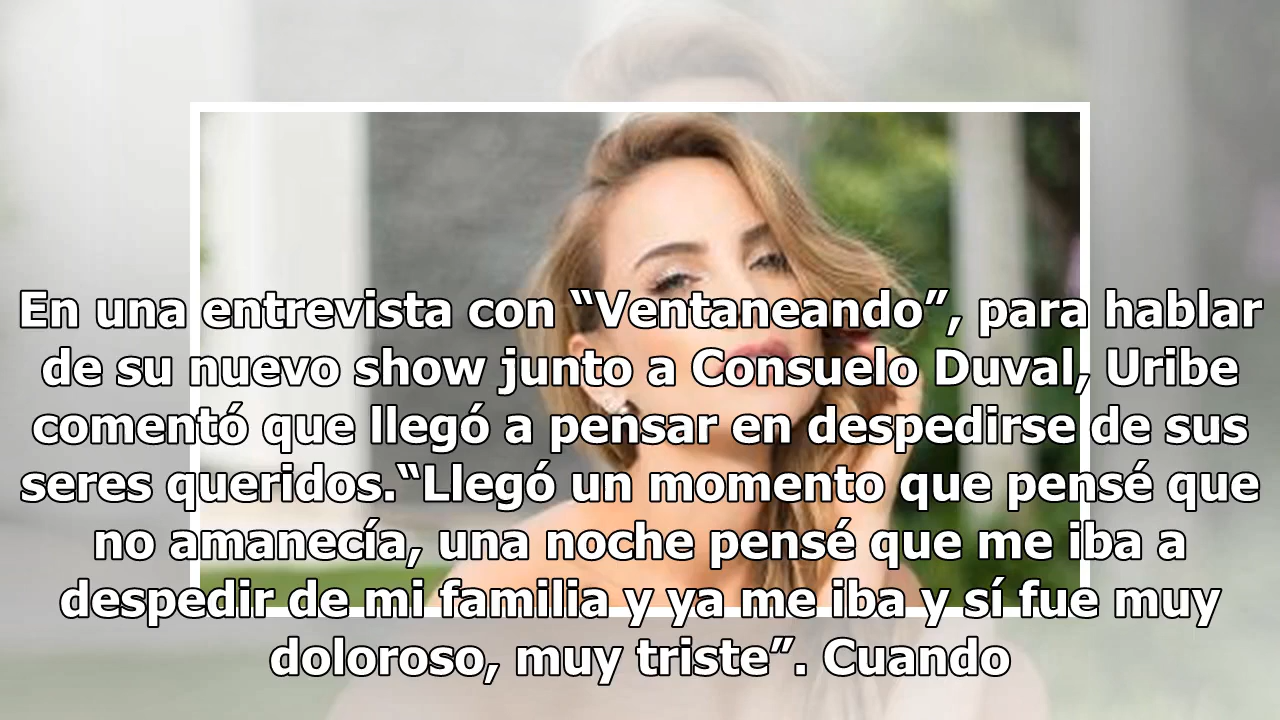 En una entrevista con “Ventaneando”, para hablar
de su nuevo show junto a Consuelo Duval, Uribe
comentó que llegó a pensar en despedirse de sus
seres queridos.“Llegó un momento que pensé que
no amanecía, una noche pensé que me iba a
despedir de mi familia y ya me iba y sí fue muy
doloroso, muy triste”. Cuando